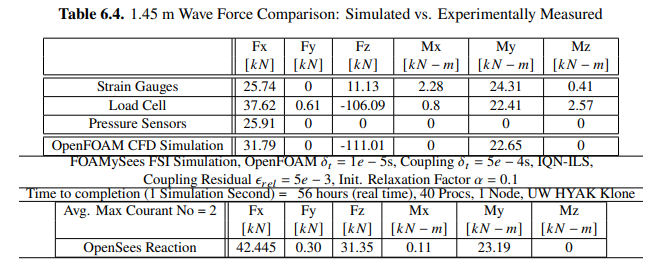 Table 6.4. 1.45 m Wave Force Comparison: Simulated vs. Experimentally Measured
Fx Fy Fz Mx My Mz
[kN] [kN] [kN] [kN − m] [kN − m] [kN − m]
Strain Gauges 25.74 0 11.13 2.28 24.31 0.41
Load Cell 37.62 0.61 -106.09 0.8 22.41 2.57
Pressure Sensors 25.91 0 0 0 0 0
OpenFOAM CFD Simulation 31.79 0 -111.01 0 22.65 0
FOAMySees FSI Simulation, OpenFOAM δt = 1e − 5s, Coupling δt = 5e − 4s, IQN-ILS,
Coupling Residual ϵrel = 5e − 3, Init. Relaxation Factor α = 0.1
Time to completion (1 Simulation Second) = 56 hours (real time), 40 Procs, 1 Node, UW HYAK Klone
Avg. Max Courant No = 2 Fx Fy Fz Mx My Mz
[kN] [kN] [kN] [kN − m] [kN − m] [kN − m]
OpenSees Reaction 42.445 0.30 31.35 0.11 23.19 0